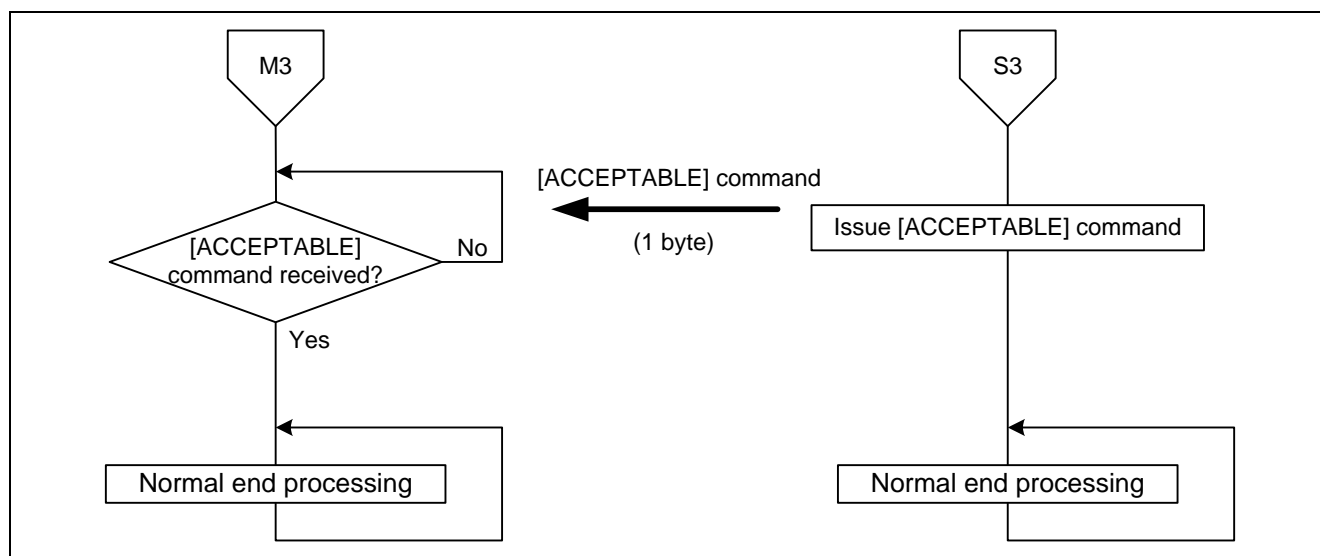 M3
S3
[ACCEPTABLE] command
(1 byte)
Issue [ACCEPTABLE] command
[ACCEPTABLE]
command received?
No
Yes
Normal end processing
Normal end processing